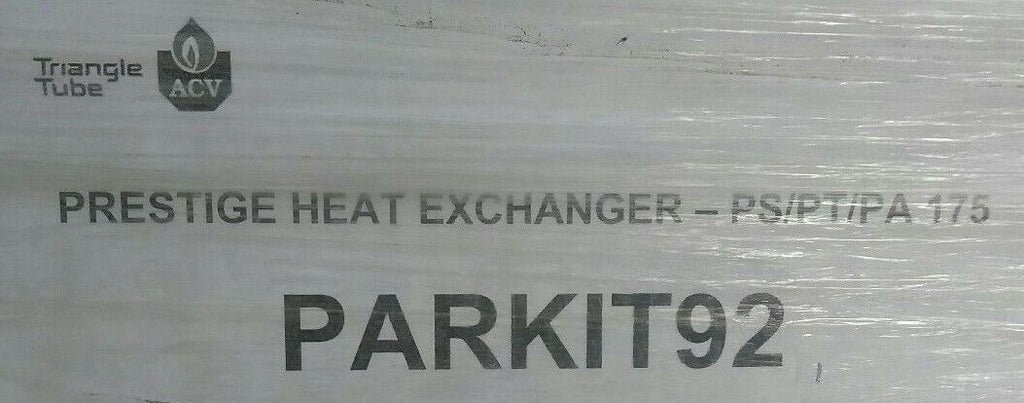 Triangle
Tube
ACV
PRESTIGE HEAT EXCHANGER – PS/PT/PA 175
PARKIT92